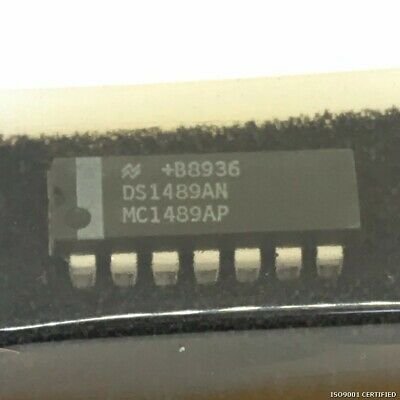 +B8936
DS1489AN
MC1489AP
ISO9001 CERTIFIED